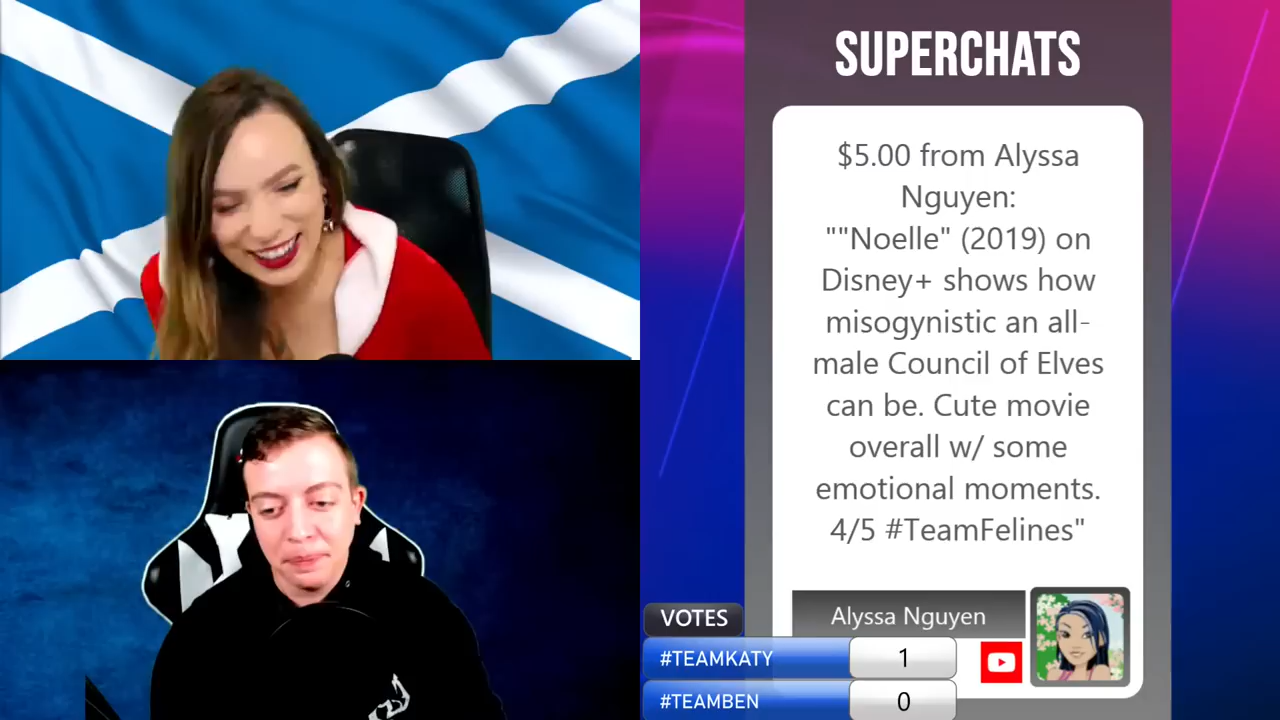 SUPERCHATS
$5.00 from Alyssa
Nguyen:
""Noelle" (2019) on
Disney+ shows how
misogynistic an all-
male Council of Elves
can be. Cute movie
overall w/ some
emotional moments.
4/5 #TeamFelines"
Alyssa Nguyen
VOTES
#TEAMKATY 1
#TEAMBEN 0